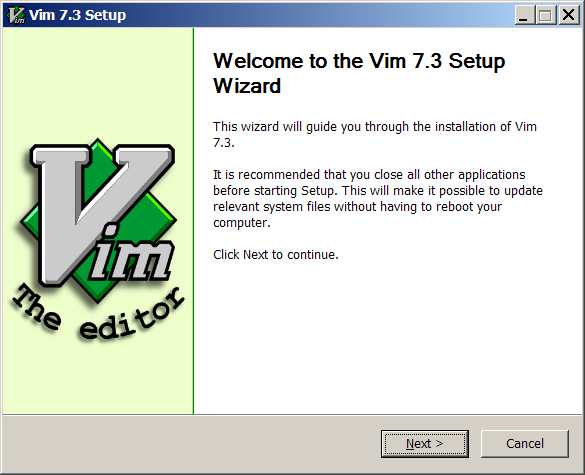 Vim 7.3 Setup
Welcome to the Vim 7.3 Setup
Wizard
This wizard will guide you through the installation of Vim
7.3.
It is recommended that you close all other applications
before starting Setup. This will make it possible to update
relevant system files without having to reboot your
computer.
Click Next to continue.
Vim
The editor
Next >
Cancel